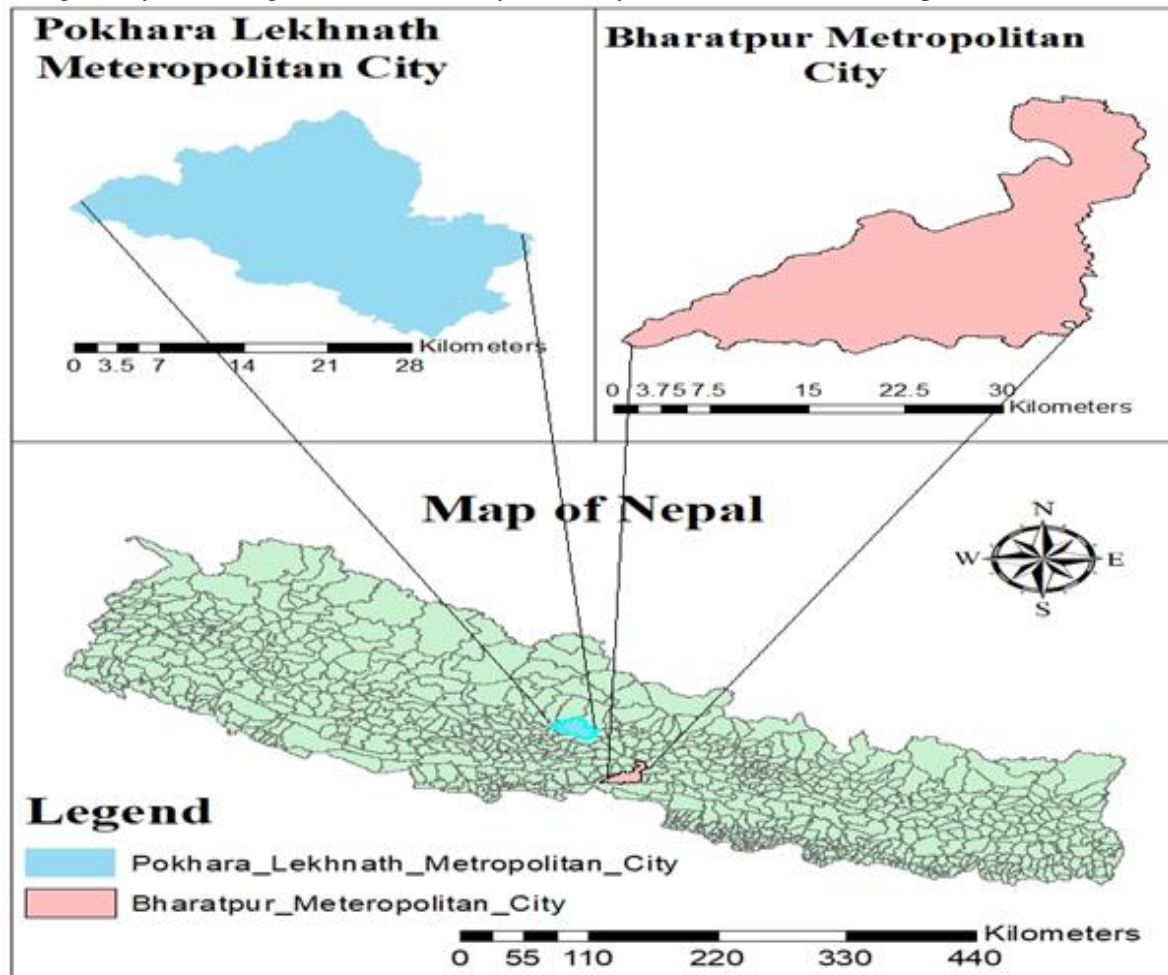 Pokhara Lekhnath
Meteropolitan City
Kilometers
0 3.5 7 14 21 28
Bharatpur Metropolitan
City
0 3.75 7.5 15 22.5 30
Kilometers
Map of Nepal
N
W E
S
Legend
Pokhara_Lekhnath_Metropolitan_City
Bharatpur_Meteropolitan_City
Kilometers
0 55 110 220 330 440